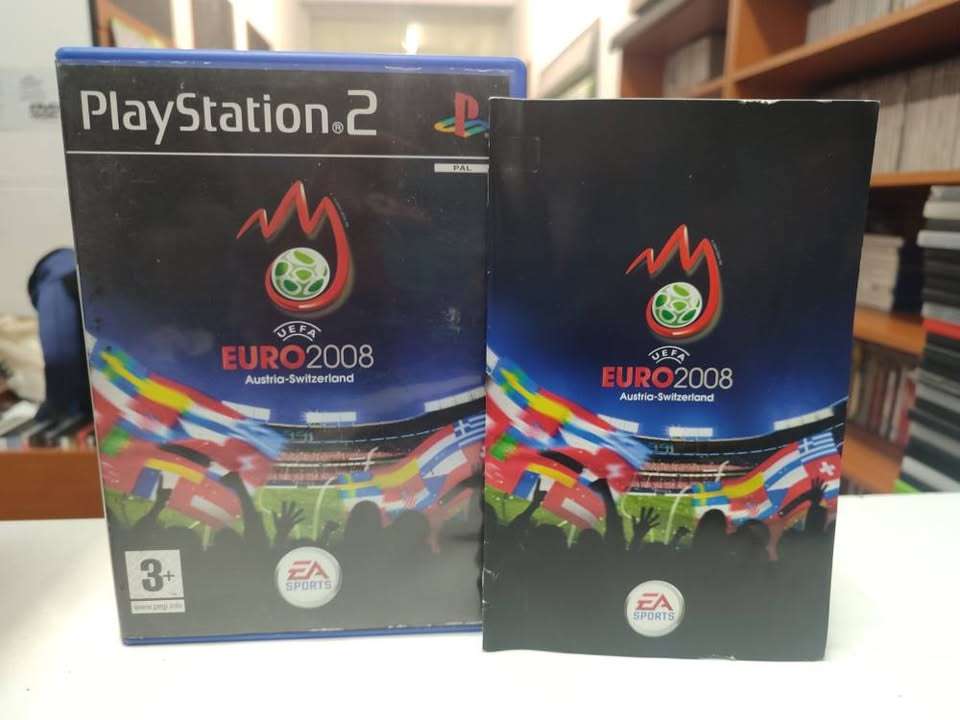 PlayStation®2
PAL
UEFA
EURO2008
Austria-Switzerland
3+
www.pegi.info
EA
SPORTS
UEFA
EURO2008
Austria-Switzerland
EA
SPORTS